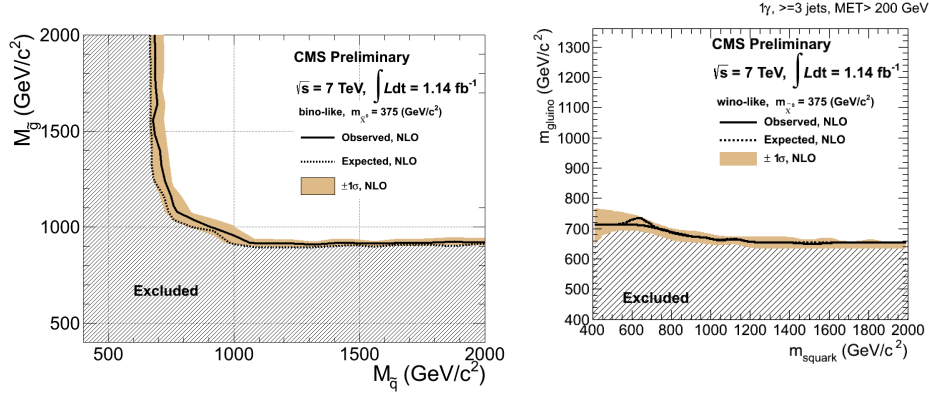 1γ, >=3 jets, MET> 200 GeV
CMS Preliminary
√s = 7 TeV, ∫ Ldt = 1.14 fb⁻¹
bino-like, m_χ̃⁰ = 375 (GeV/c²)
Observed, NLO
Expected, NLO
±1σ, NLO
Excluded
M_g̃ (GeV/c²)
2000
1500
1000
500
500
1000
1500
2000
M_q̃ (GeV/c²)
CMS Preliminary
√s = 7 TeV, ∫ Ldt = 1.14 fb⁻¹
wino-like, m_χ̃⁰ = 375 (GeV/c²)
Observed, NLO
Expected, NLO
± 1σ, NLO
Excluded
m_gluino (GeV/c²)
1300
1200
1100
1000
900
800
700
600
500
400
400 600 800 1000 1200 1400 1600 1800 2000
m_squark (GeV/c²)